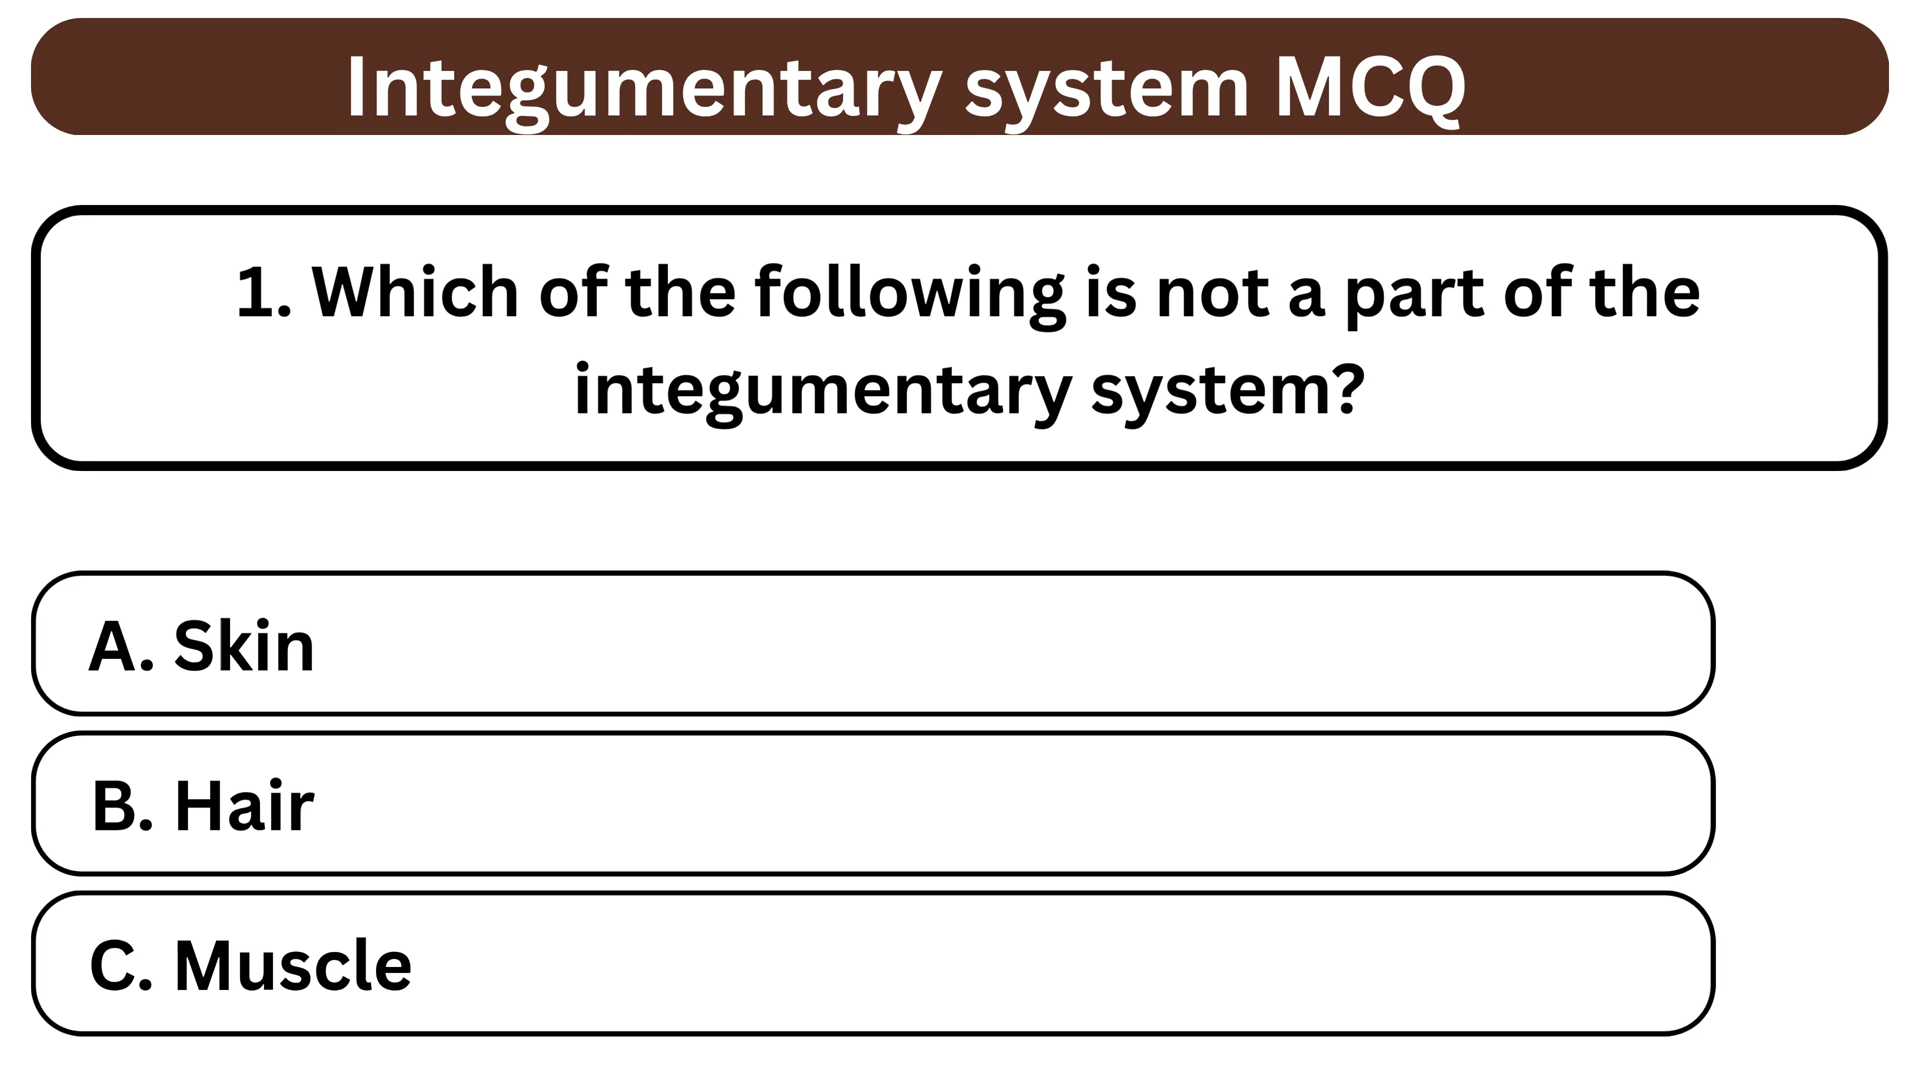 Integumentary system MCQ
1. Which of the following is not a part of the
integumentary system?
A. Skin
B. Hair
C. Muscle